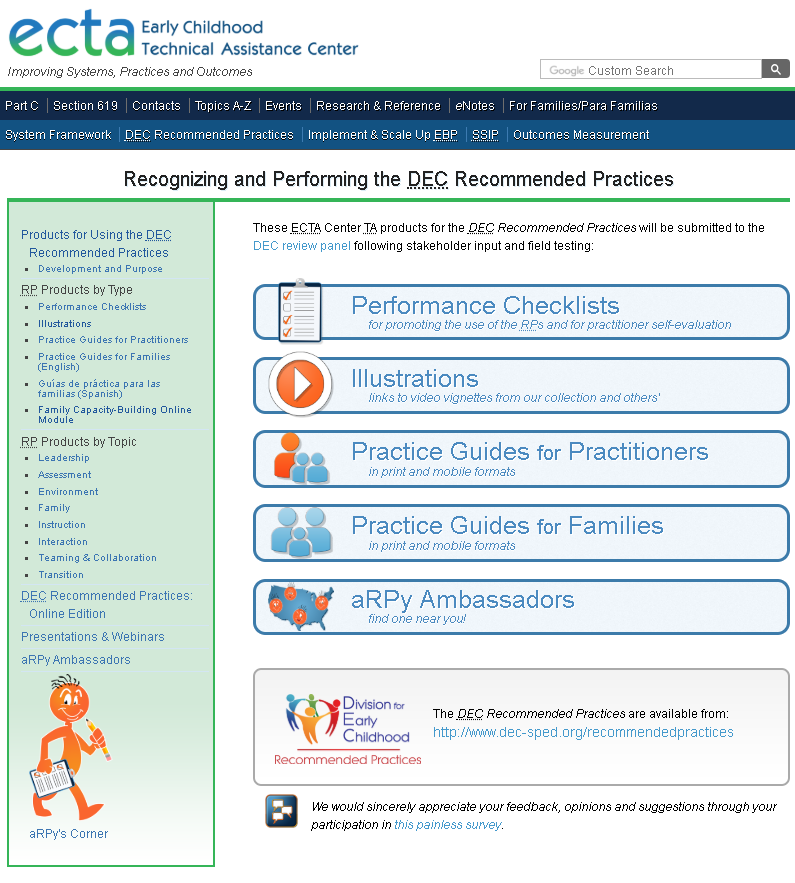 ecta Early Childhood
Technical Assistance Center
Improving Systems, Practices and Outcomes
Google Custom Search
Part C
Section 619
Contacts
Topics A-Z
Events
Research & Reference
eNotes
For Families/Para Familias
System Framework
DEC Recommended Practices
Implement & Scale Up EBP
SSIP
Outcomes Measurement
Recognizing and Performing the DEC Recommended Practices
Products for Using the DEC
Recommended Practices
Development and Purpose
RP Products by Type
Performance Checklists
Illustrations
Practice Guides for Practitioners
Practice Guides for Families
(English)
Guías de práctica para las
familias (Spanish)
Family Capacity-Building Online
Module
RP Products by Topic
Leadership
Assessment
Environment
Family
Instruction
Interaction
Teaming & Collaboration
Transition
DEC Recommended Practices:
Online Edition
Presentations & Webinars
aRPy Ambassadors
aRPy's Corner
These ECTA Center TA products for the DEC Recommended Practices will be submitted to the
DEC review panel following stakeholder input and field testing:
Performance Checklists
for promoting the use of the RPs and for practitioner self-evaluation
Illustrations
links to video vignettes from our collection and others'
Practice Guides for Practitioners
in print and mobile formats
Practice Guides for Families
in print and mobile formats
aRPy Ambassadors
find one near you!
Division for
Early
Childhood
Recommended Practices
The DEC Recommended Practices are available from:
http://www.dec-sped.org/recommendedpractices
We would sincerely appreciate your feedback, opinions and suggestions through your
participation in this painless survey.